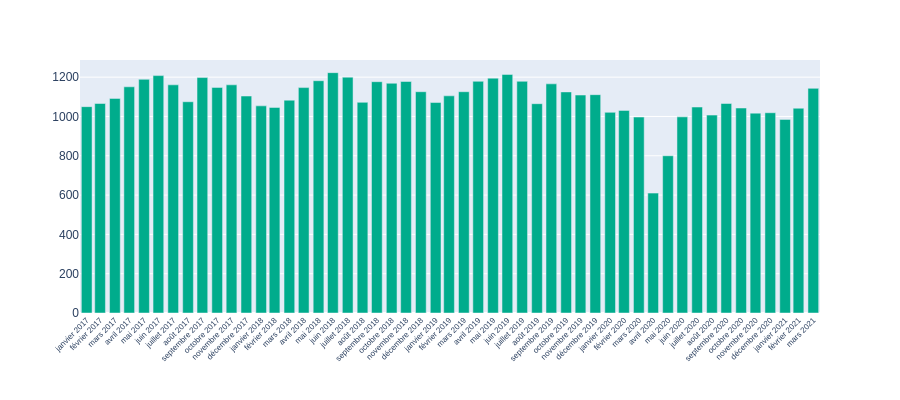 1200
1000
800
600
400
200
0
janvier 2017
février 2017
mars 2017
avril 2017
mai 2017
juin 2017
juillet 2017
août 2017
septembre 2017
octobre 2017
novembre 2017
décembre 2017
janvier 2018
février 2018
mars 2018
avril 2018
mai 2018
juin 2018
juillet 2018
août 2018
septembre 2018
octobre 2018
novembre 2018
décembre 2018
janvier 2019
février 2019
mars 2019
avril 2019
mai 2019
juin 2019
juillet 2019
août 2019
septembre 2019
octobre 2019
novembre 2019
décembre 2019
janvier 2020
février 2020
mars 2020
avril 2020
mai 2020
juin 2020
juillet 2020
août 2020
septembre 2020
octobre 2020
novembre 2020
décembre 2020
janvier 2021
février 2021
mars 2021